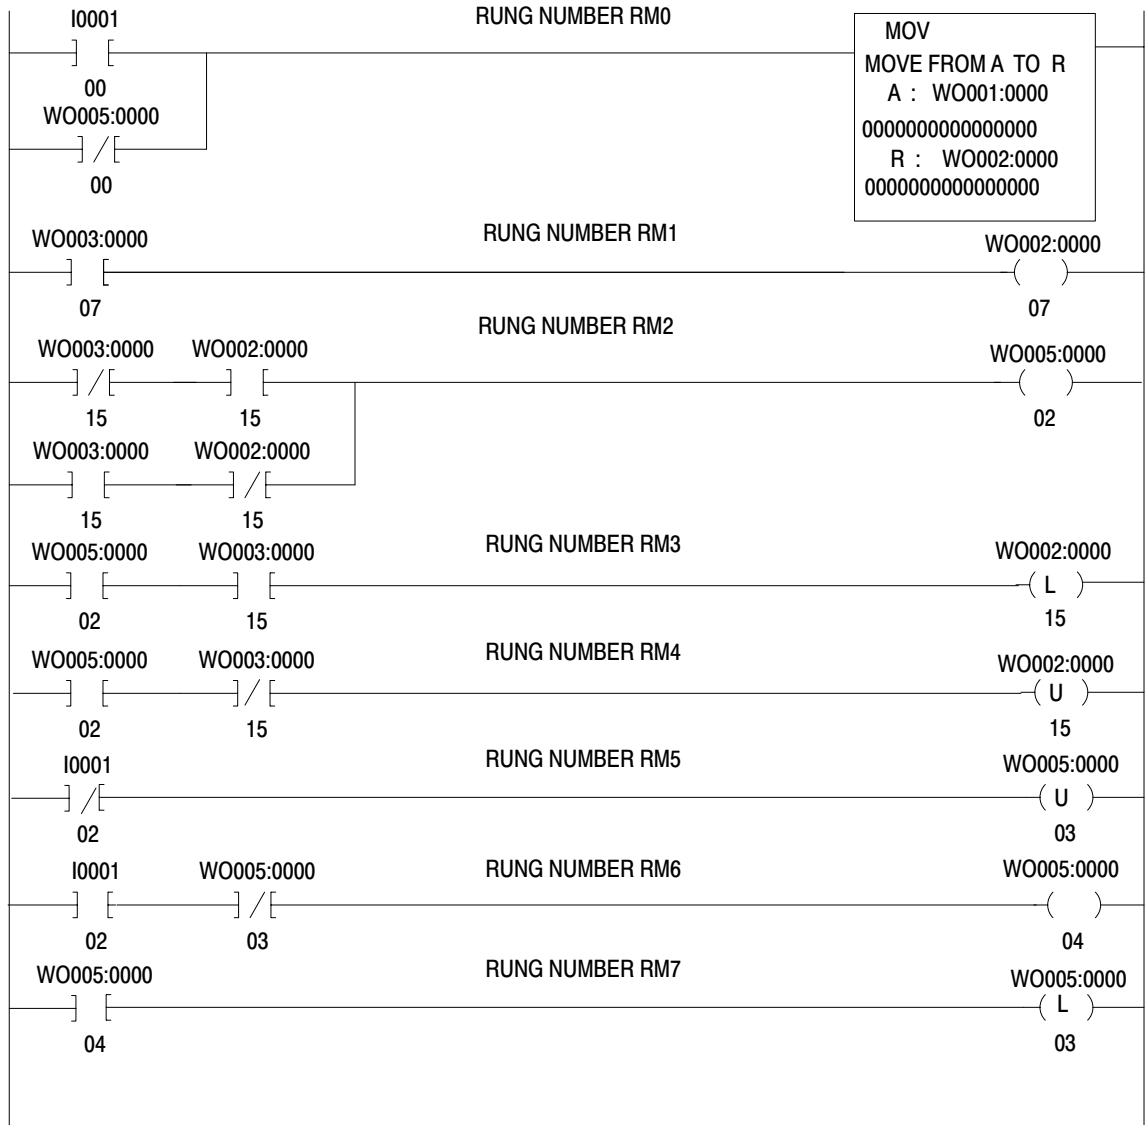 I0001
RUNG NUMBER RM0
MOV
MOVE FROM A TO R
00
A : WO001:0000
WO005:0000
0000000000000000
R : WO002:0000
00
0000000000000000
WO003:0000
RUNG NUMBER RM1
WO002:0000
07
07
RUNG NUMBER RM2
WO003:0000 WO002:0000
WO005:0000
15 15
02
WO003:0000 WO002:0000
15 15
RUNG NUMBER RM3
WO005:0000 WO003:0000
WO002:0000
L
02 15
15
RUNG NUMBER RM4
WO005:0000 WO003:0000
WO002:0000
U
02 15
15
I0001
RUNG NUMBER RM5
WO005:0000
U
02
03
I0001 WO005:0000
RUNG NUMBER RM6
WO005:0000
02 03
04
WO005:0000
RUNG NUMBER RM7
WO005:0000
L
04
03